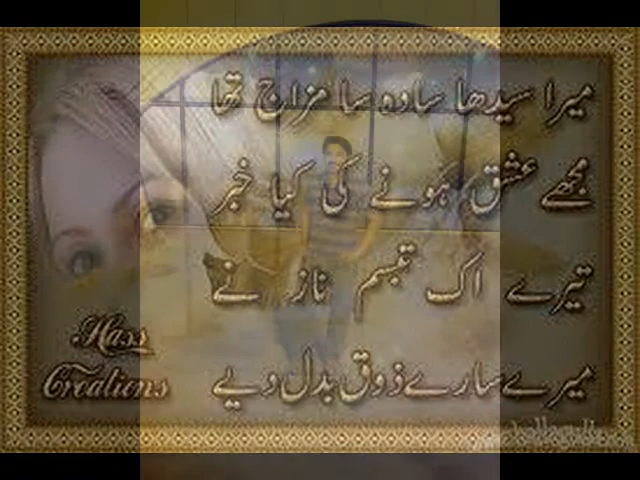 میرا سیدھا سادہ سا مزاج تھا
مجھے عشق ہونے کی کیا خبر
تیرے اک تبسم ناز نے
میرے سارے ذوق بدل دیے
Hass
Creations